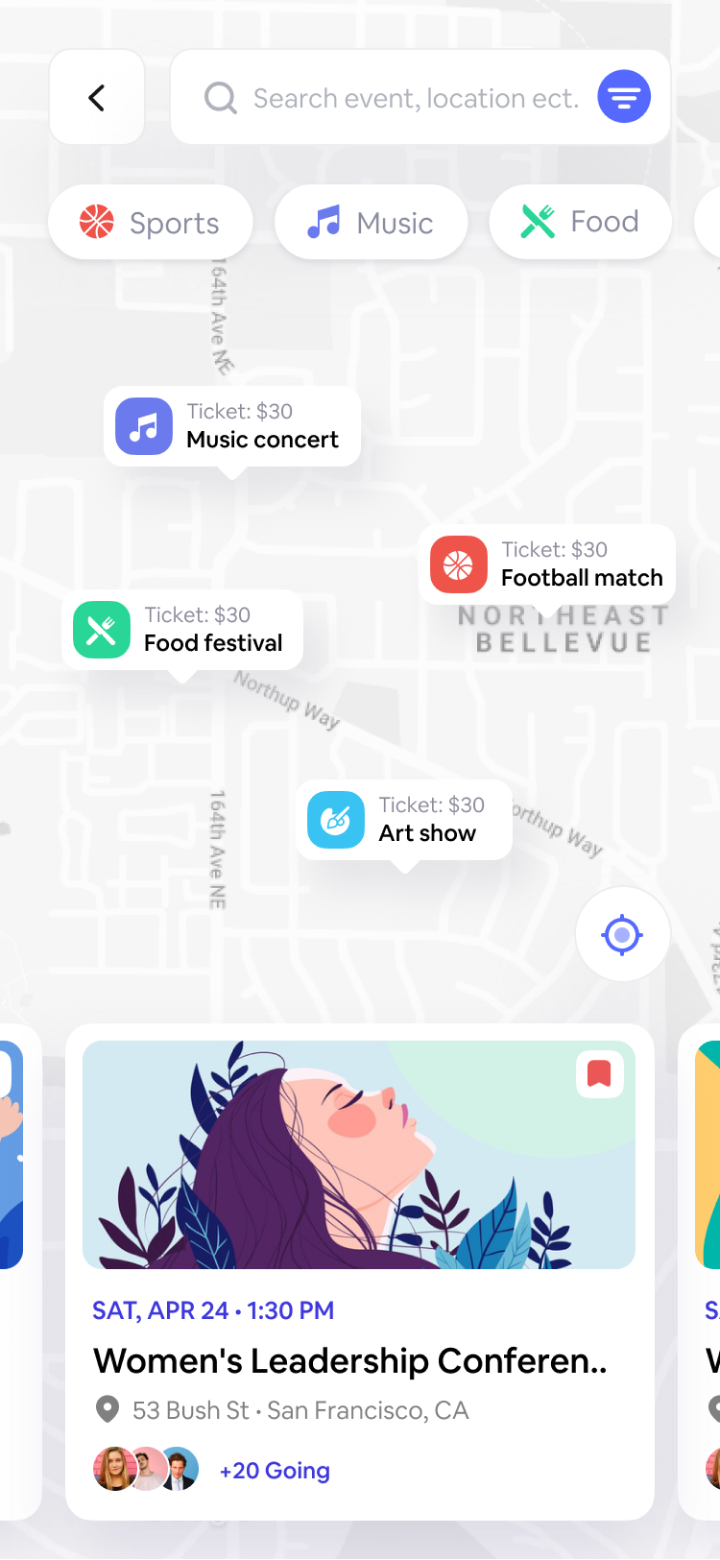 Search event, location ect.
Sports
Music
Food
164th Ave NE
Ticket: $30
Music concert
Ticket: $30
Football match
NORTHEAST
BELLEVUE
Ticket: $30
Food festival
Northup Way
Ticket: $30
Art show
orthup Way
164th Ave NE
SAT, APR 24 • 1:30 PM
Women's Leadership Conferen..
53 Bush St • San Francisco, CA
+20 Going